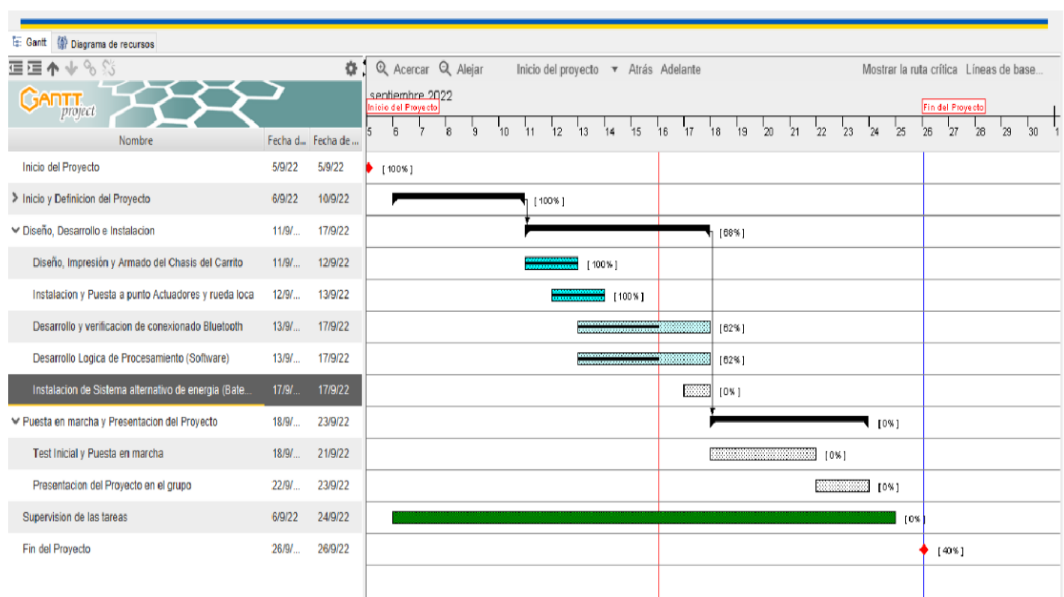 Gantt Diagrama de recursos
Acercar Alejar Inicio del proyecto Atrás Adelante Mostrar la ruta crítica Líneas de base...
GANTT project
septiembre 2022
Inicio del Proyecto Fin del Proyecto
Nombre Fecha d... Fecha de ...
5 6 7 8 9 10 11 12 13 14 15 16 17 18 19 20 21 22 23 24 25 26 27 28 29 30 1
Inicio del Proyecto 5/9/22 5/9/22 [ 100% ]
Inicio y Definicion del Proyecto 6/9/22 10/9/22 [ 100% ]
Diseño, Desarrollo e Instalacion 11/9/... 17/9/22 [68% ]
Diseño, Impresión y Armado del Chasis del Carrito 11/9/... 12/9/22 [ 100% ]
Instalacion y Puesta a punto Actuadores y rueda loca 12/9/... 13/9/22 [ 100% ]
Desarrollo y verificacion de conexionado Bluetooth 13/9/... 17/9/22 [62% ]
Desarrollo Logica de Procesamiento (Software) 13/9/... 17/9/22 [62% ]
Instalacion de Sistema alternativo de energia (Bate... 17/9/... 17/9/22 [0% ]
Puesta en marcha y Presentacion del Proyecto 18/9/... 23/9/22 [0% ]
Test Inicial y Puesta en marcha 18/9/... 21/9/22 [0% ]
Presentacion del Proyecto en el grupo 22/9/... 23/9/22 [0% ]
Supervision de las tareas 6/9/22 24/9/22 [0% ]
Fin del Proyecto 26/9/... 26/9/22 [ 40% ]